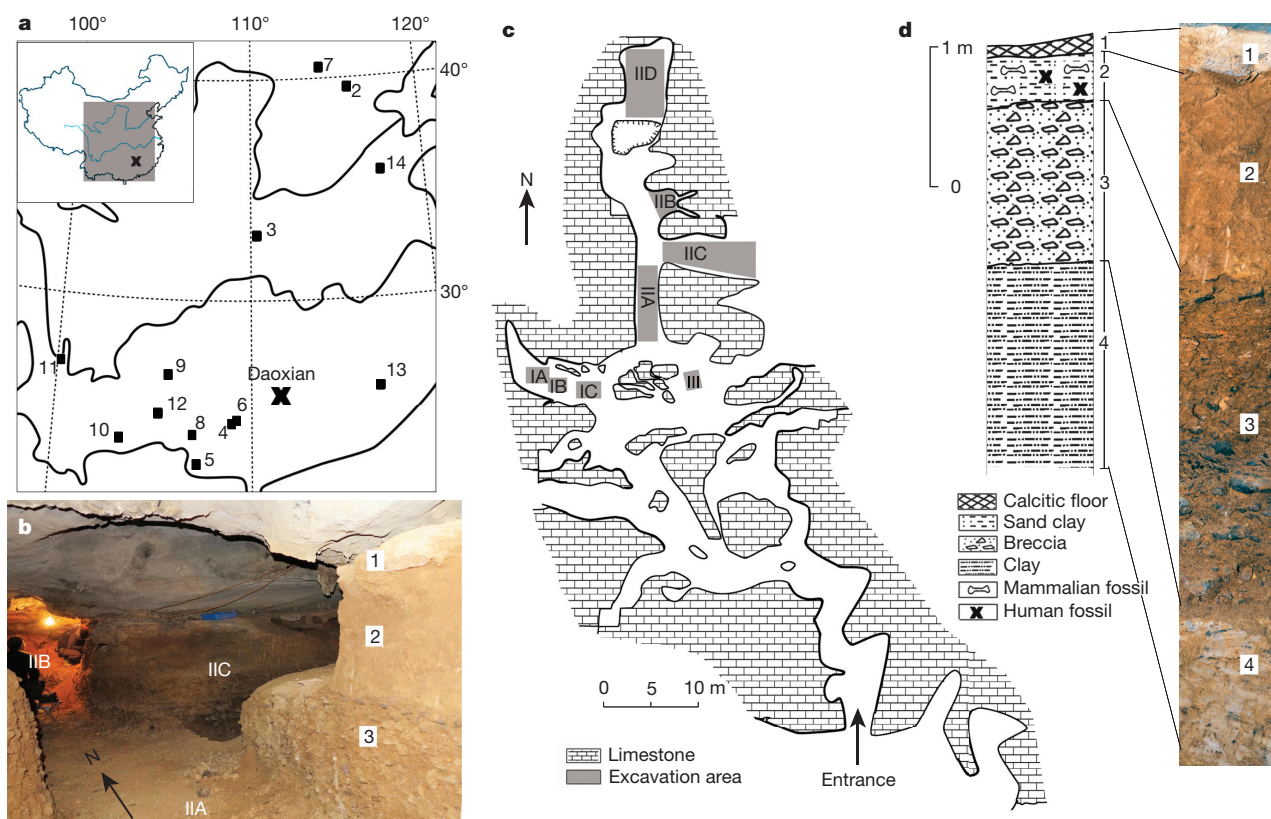 a
100°
110°
120°
40°
30°
7
2
14
3
11
9
Daoxian
13
12
6
10
8
4
5
b
1
2
3
IIB
IIC
N
IIA
c
IID
N
IIB
IIC
IIA
IA
IB
IC
III
0 5 10 m
Limestone
Excavation area
Entrance
d
1 m
0
1
2
3
4
Calcitic floor
Sand clay
Breccia
Clay
Mammalian fossil
Human fossil
1
2
3
4